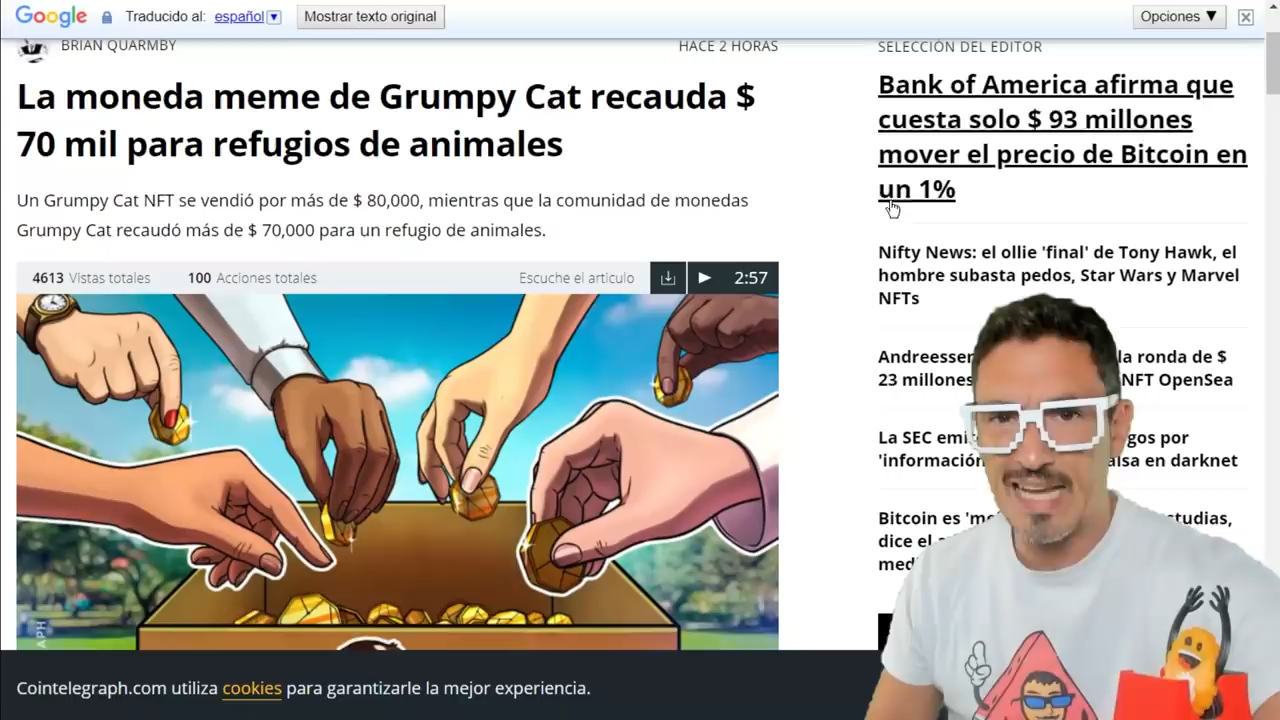 Google Traducido al: español Mostrar texto original Opciones
BRIAN QUARMBY
HACE 2 HORAS
La moneda meme de Grumpy Cat recauda $
70 mil para refugios de animales
Un Grumpy Cat NFT se vendió por más de $ 80,000, mientras que la comunidad de monedas
Grumpy Cat recaudó más de $ 70,000 para un refugio de animales.
4613 Vistas totales 100 Acciones totales Escuche el articulo 2:57
Cointelegraph.com utiliza cookies para garantizarle la mejor experiencia.
SELECCIÓN DEL EDITOR
Bank of America afirma que
cuesta solo $ 93 millones
mover el precio de Bitcoin en
un 1%
Nifty News: el ollie 'final' de Tony Hawk, el
hombre subasta pedos, Star Wars y Marvel
NFTs
la ronda de $
23 millones NFT OpenSea
La SEC gos por
'información alsa en darknet
Bitcoin es studias,
dice el